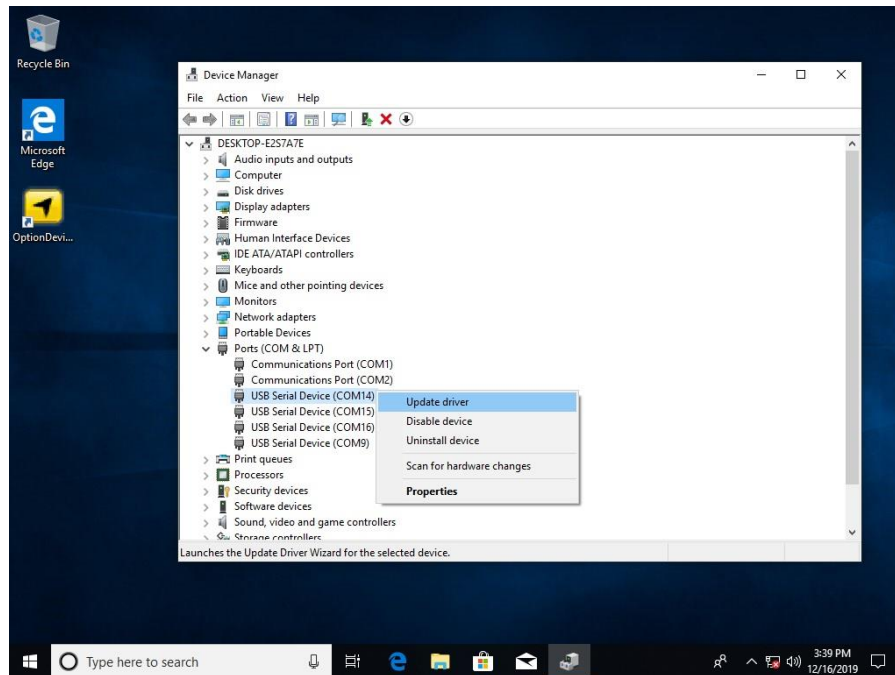 Recycle Bin
Microsoft
Edge
OptionDevi...
Device Manager
File Action View Help
DESKTOP-E2S7A7E
Audio inputs and outputs
Computer
Disk drives
Display adapters
Firmware
Human Interface Devices
IDE ATA/ATAPI controllers
Keyboards
Mice and other pointing devices
Monitors
Network adapters
Portable Devices
Ports (COM & LPT)
Communications Port (COM1)
Communications Port (COM2)
USB Serial Device (COM14)
USB Serial Device (COM15)
USB Serial Device (COM16)
USB Serial Device (COM9)
Print queues
Processors
Security devices
Software devices
Sound, video and game controllers
Storage controllers
Update driver
Disable device
Uninstall device
Scan for hardware changes
Properties
Launches the Update Driver Wizard for the selected device.
Type here to search
3:39 PM
12/16/2019